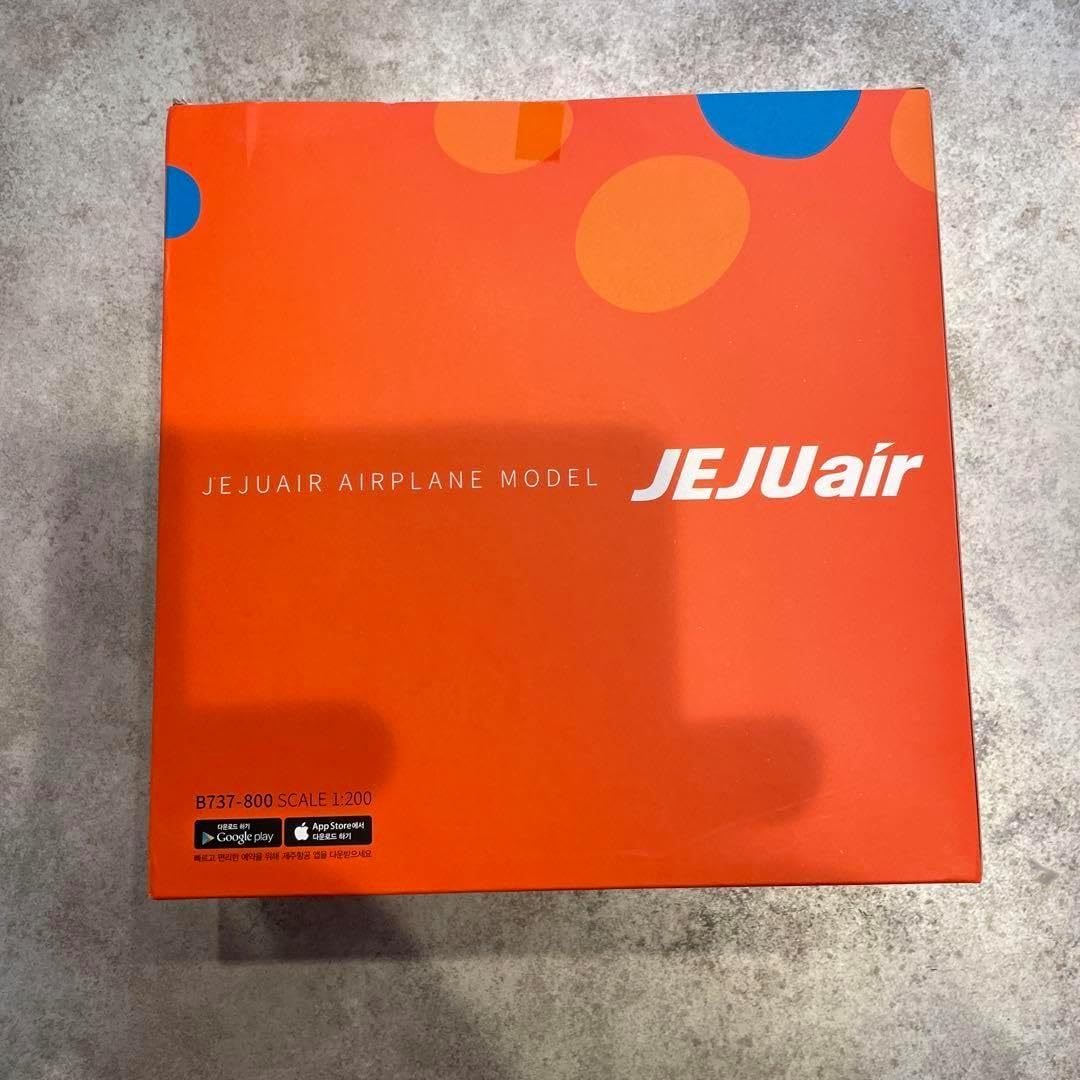 JEJUAIR AIRPLANE MODEL
JEJUair
B737-800 SCALE 1:200
다운로드 하기
Google play
App Store에서
다운로드 하기
빠르고 편리한 예약을 위해 제주항공 앱을 다운받으세요